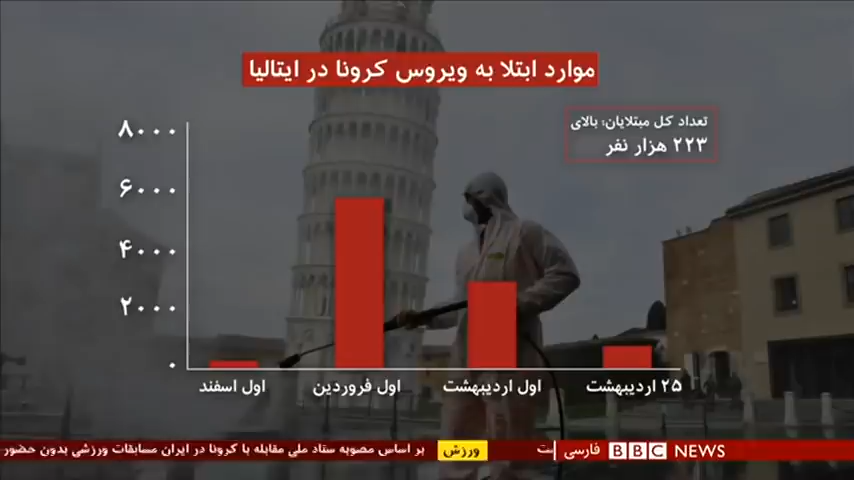 موارد ابتلا به ویروس کرونا در ایتالیا
تعداد کل مبتلایان: بالای
۲۲۳ هزار نفر
۸۰۰۰
۶۰۰۰
۴۰۰۰
۲۰۰۰
۰
اول اسفند
اول فروردین
اول اردیبهشت
۲۵ اردیبهشت
BBC NEWS فارسی
ورزش بر اساس مصوبه ستاد ملی مقابله با کرونا در ایران مسابقات ورزشی بدون حضور